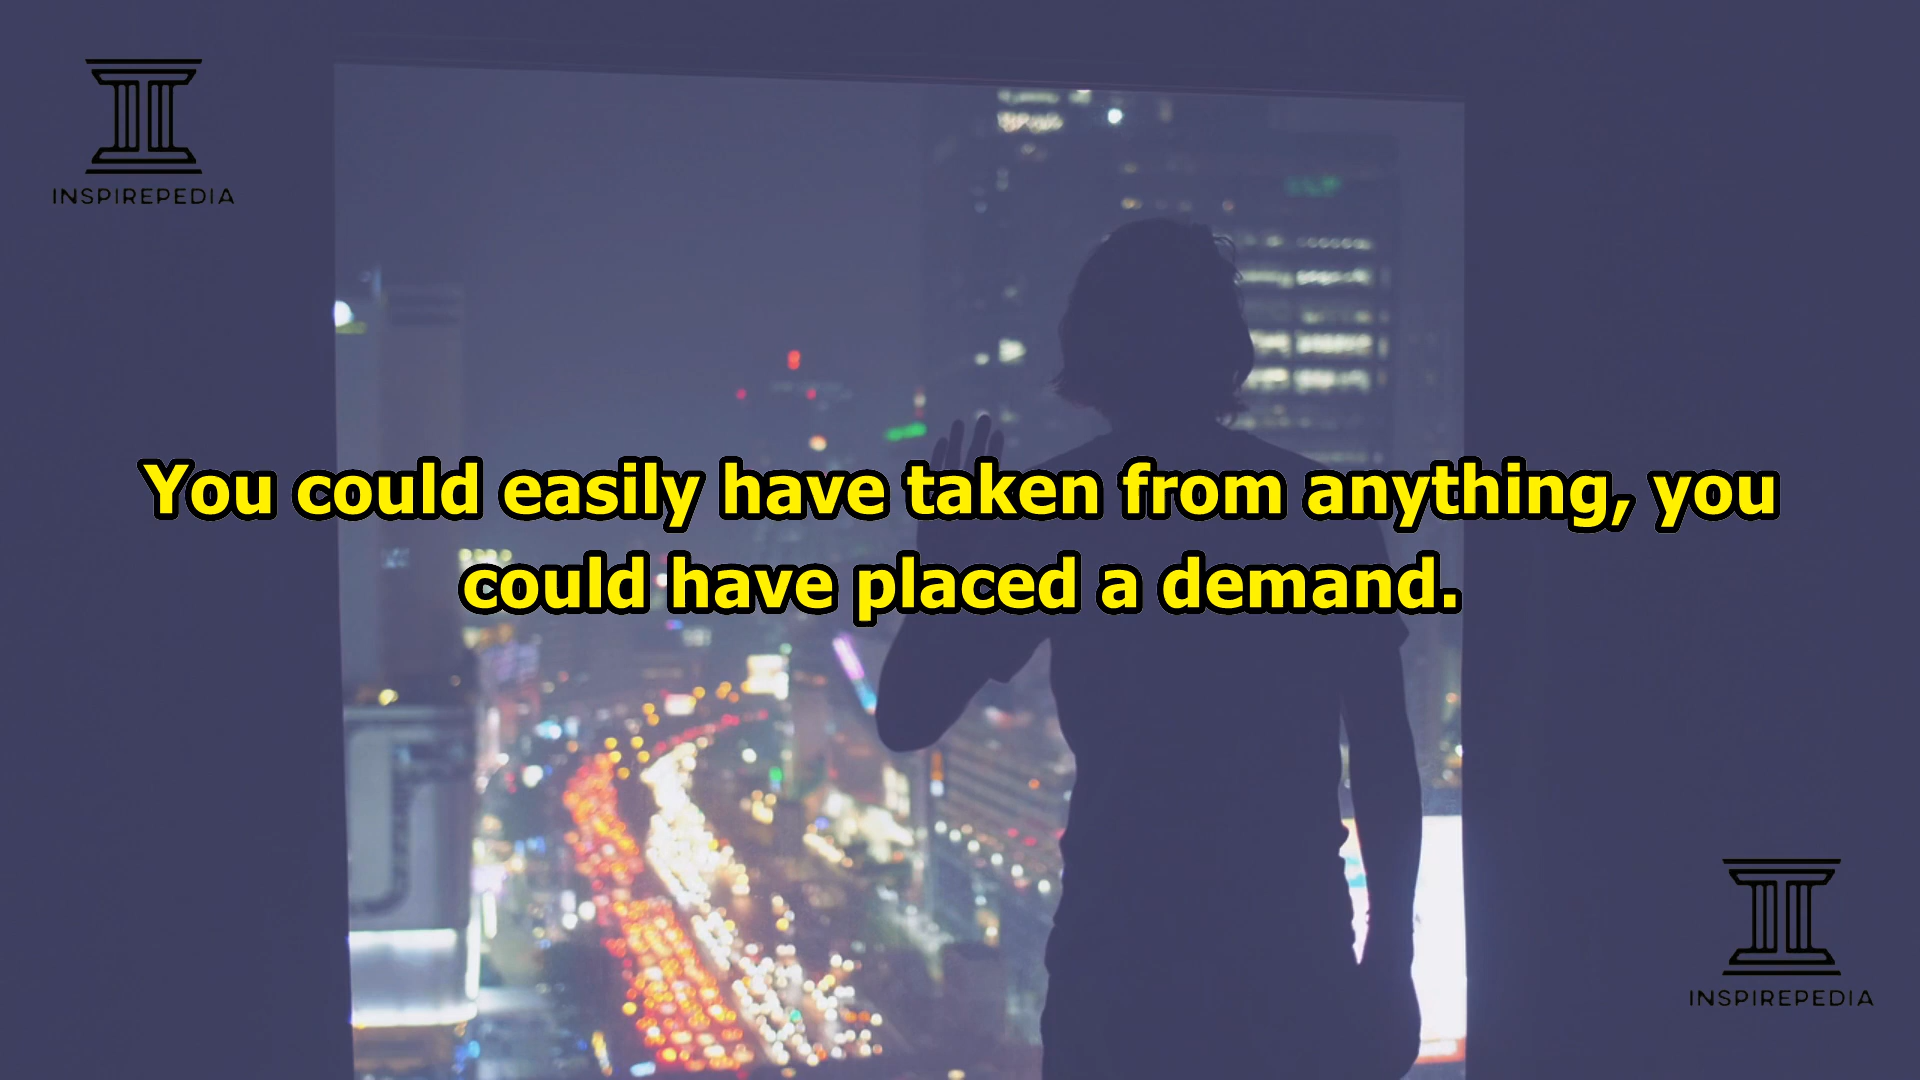 INSPIREPEDIA
You could easily have taken from anything, you
could have placed a demand.
INSPIREPEDIA